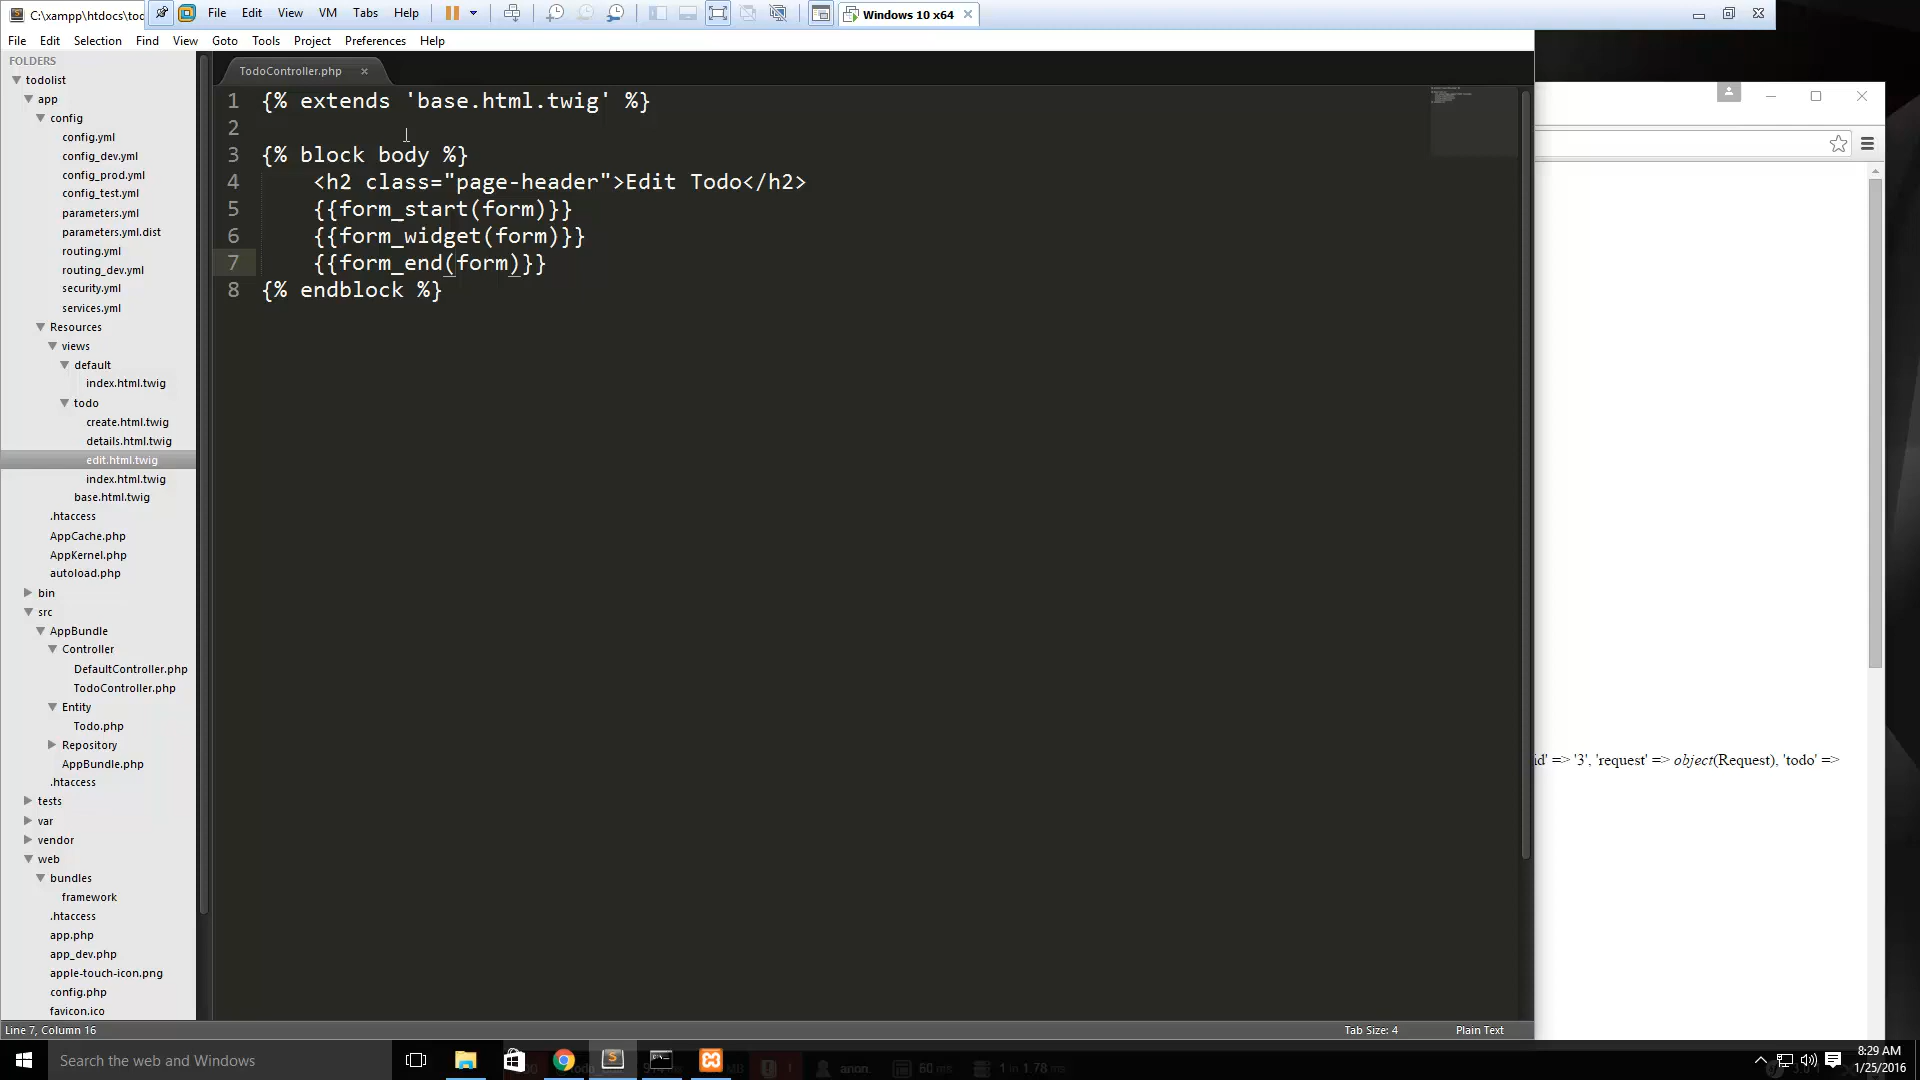 C:\xampp\htdocs\toc
File Edit View VM Tabs Help
Windows 10 x64
File Edit Selection Find View Goto Tools Project Preferences Help
FOLDERS
todolist
app
config
config.yml
config_dev.yml
config_prod.yml
config_test.yml
parameters.yml
parameters.yml.dist
routing.yml
routing_dev.yml
security.yml
services.yml
Resources
views
default
index.html.twig
todo
create.html.twig
details.html.twig
edit.html.twig
index.html.twig
base.html.twig
.htaccess
AppCache.php
AppKernel.php
autoload.php
bin
src
AppBundle
Controller
DefaultController.php
TodoController.php
Entity
Todo.php
Repository
AppBundle.php
.htaccess
tests
var
vendor
web
bundles
framework
.htaccess
app.php
app_dev.php
apple-touch-icon.png
config.php
favicon.ico
TodoController.php
1 {% extends 'base.html.twig' %}
2
3 {% block body %}
4 <h2 class="page-header">Edit Todo</h2>
5 {{form_start(form)}}
6 {{form_widget(form)}}
7 {{form_end(form)}}
8 {% endblock %}
id' => '3', 'request' => object(Request), 'todo' =>
Line 7, Column 16
Tab Size: 4
Plain Text
Search the web and Windows
anon.
60 ms
1 in 1.78 ms
8:29 AM
1/25/2016